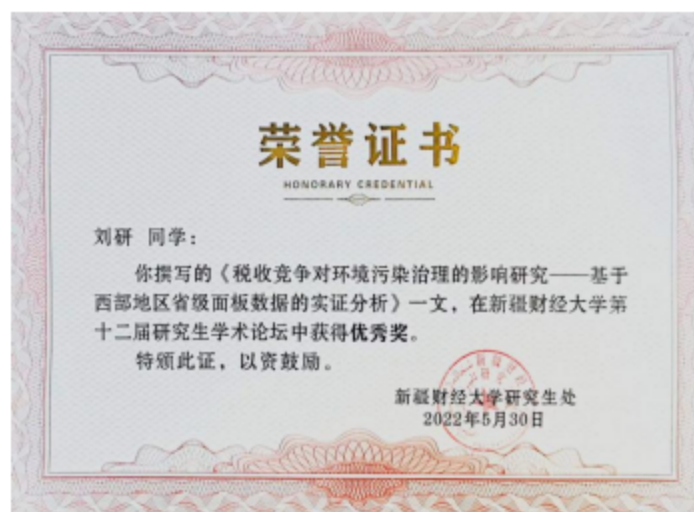 荣誉证书
HONORARY CREDENTIAL
刘研 同学：
你撰写的《税收竞争对环境污染治理的影响研究——基于
西部地区省级面板数据的实证分析》一文，在新疆财经大学第
十二届研究生学术论坛中获得优秀奖。
特颁此证，以资鼓励。
新疆财经大学研究生处
2022年5月30日